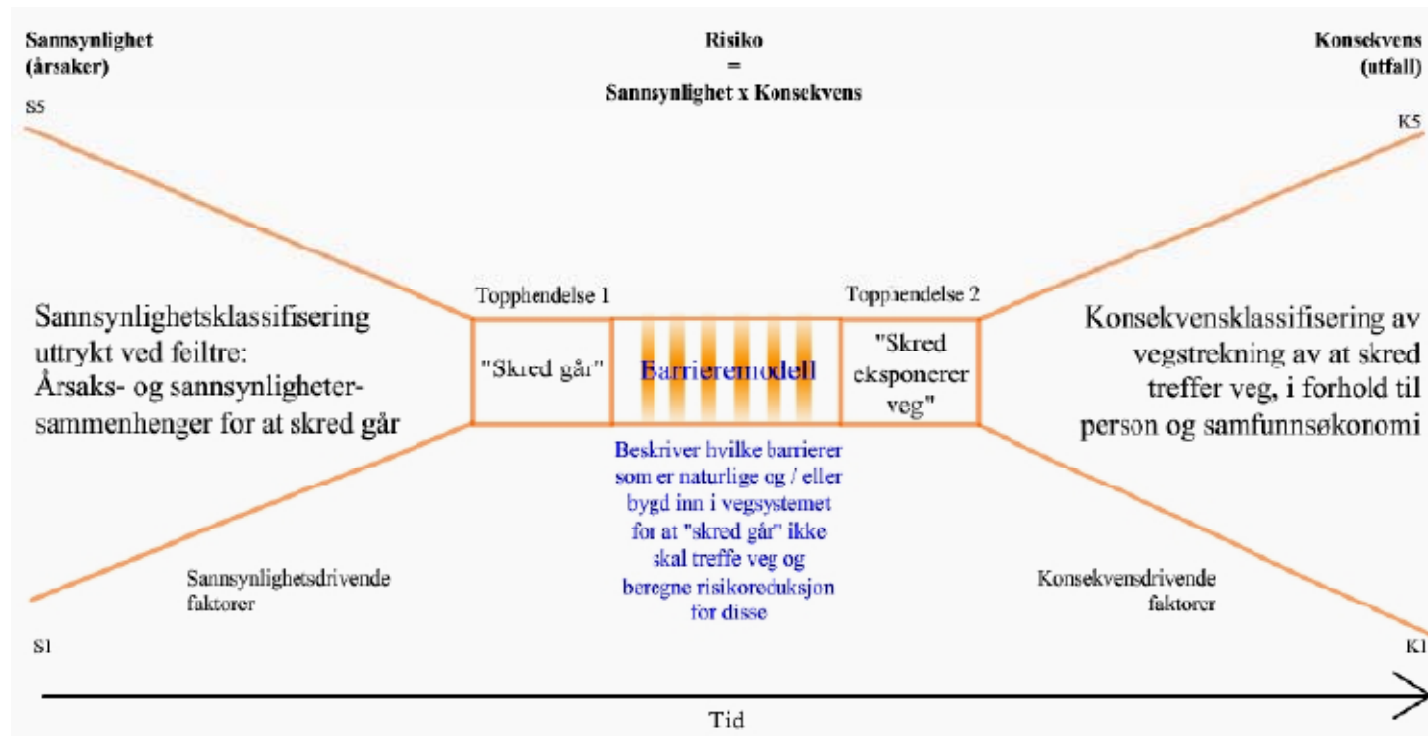 Sannsynlighet
(årsaker)
Risiko
=
Sannsynlighet x Konsekvens
Konsekvens
(utfall)
S5
K5
Topphendelse 1
Topphendelse 2
Sannsynlighetsklassifisering
uttrykt ved feiltre:
Årsaks- og sannsynligheter-
sammenhenger for at skred går
"Skred går"
Barrieremodell
"Skred
eksponerer
veg"
Konsekvensklassifisering av
vegstrekning av at skred
treffer veg, i forhold til
person og samfunnsøkonomi
Beskriver hvilke barrierer
som er naturlige og / eller
bygd inn i vegsystemet
for at "skred går" ikke
skal treffe veg og
beregne risikoreduksjon
for disse
Sannsynlighetsdrivende
faktorer
Konsekvensdrivende
faktorer
S1
K1
Tid